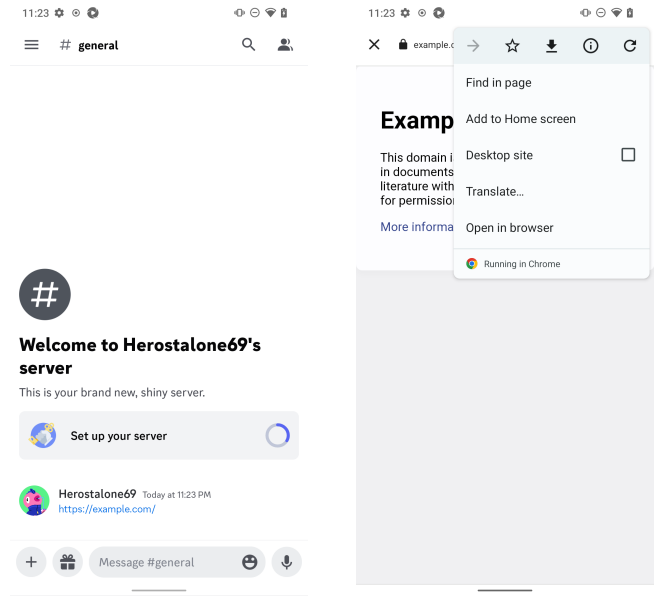 11:23
# general
Welcome to Herostalone69's
server
This is your brand new, shiny server.
Set up your server
Herostalone69 Today at 11:23 PM
https://example.com/
Message #general
11:23
example.c
Find in page
Add to Home screen
Desktop site
Translate…
Open in browser
Running in Chrome
Examp
This domain i
in documents
literature with
for permission
More informa